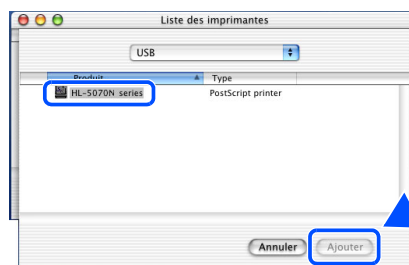 Liste des imprimantes
USB
Produit Type
HL-5070N series PostScript printer
Annuler Ajouter